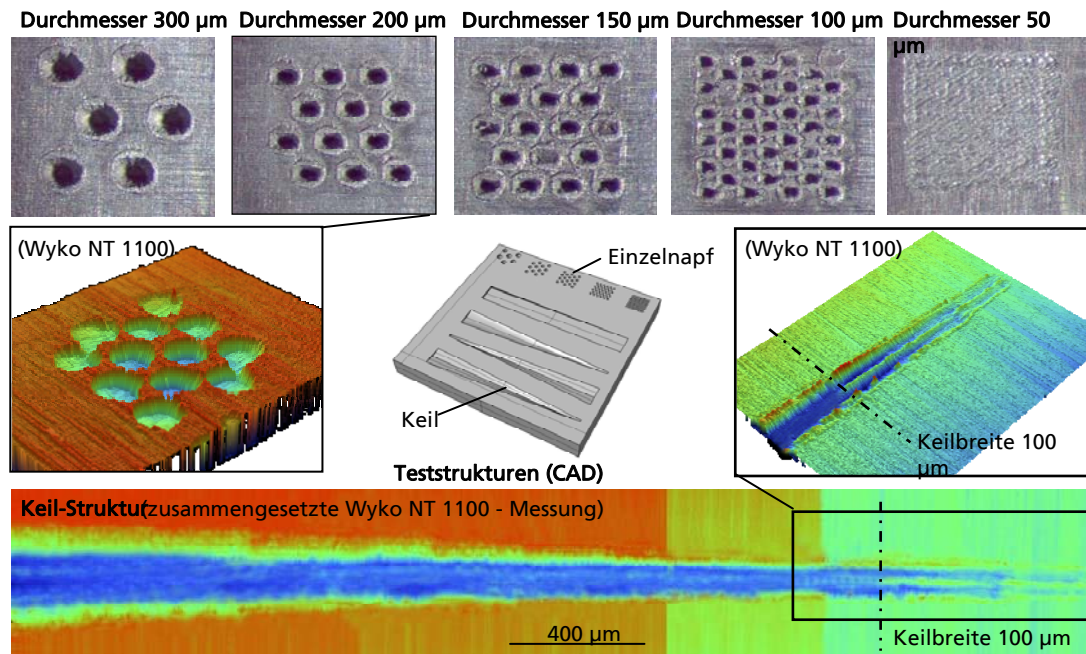 Durchmesser 300 µm
Durchmesser 200 µm
Durchmesser 150 µm
Durchmesser 100 µm
Durchmesser 50
µm
(Wyko NT 1100)
Einzelnapf
Keil
Teststrukturen (CAD)
(Wyko NT 1100)
Keilbreite 100
µm
Keil-Struktur(zusammengesetzte Wyko NT 1100 - Messung)
400 µm
Keilbreite 100 µm